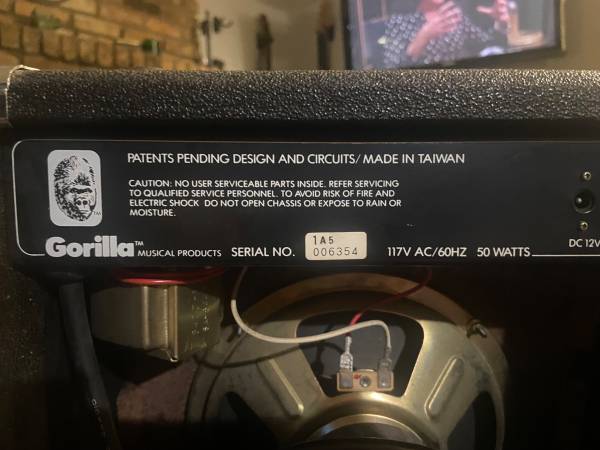 PATENTS PENDING DESIGN AND CIRCUITS/ MADE IN TAIWAN
CAUTION: NO USER SERVICEABLE PARTS INSIDE. REFER SERVICING
TO QUALIFIED SERVICE PERSONNEL. TO AVOID RISK OF FIRE AND
ELECTRIC SHOCK DO NOT OPEN CHASSIS OR EXPOSE TO RAIN OR
MOISTURE.
TM
Gorilla™ MUSICAL PRODUCTS SERIAL NO. 1A5 006354 117V AC/60HZ 50 WATTS
DC 12V